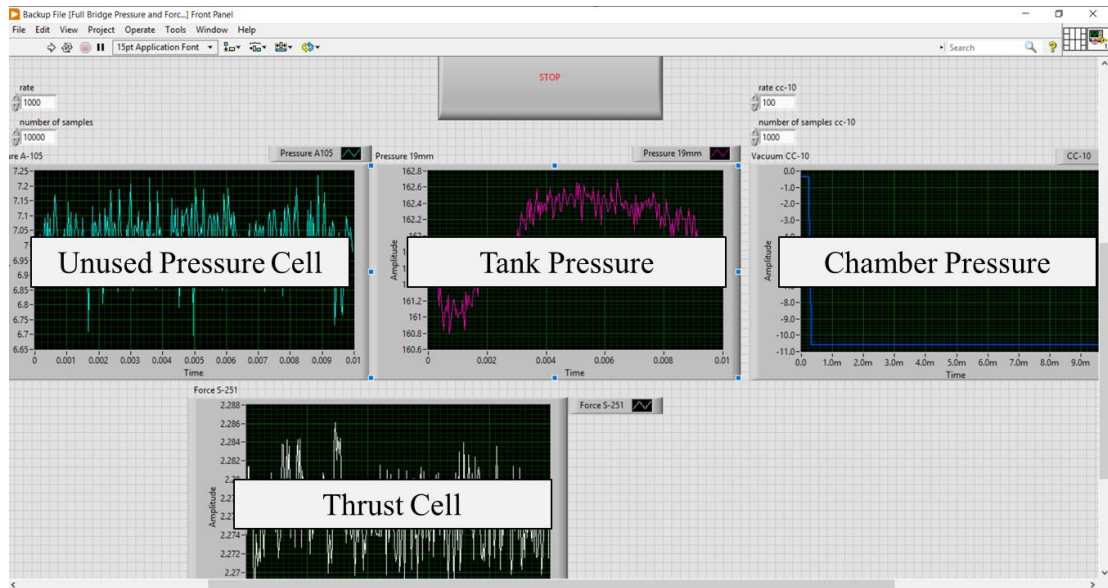 Backup File [Full Bridge Pressure and Forc...] Front Panel
File Edit View Project Operate Tools Window Help
15pt Application Font
Search
STOP
rate
1000
number of samples
10000
rate cc-10
100
number of samples cc-10
1000
re A-105
Pressure A105
7.25
7.2
7.15
7.1
7.05
7
6.95
6.9
6.85
6.8
6.75
6.7
6.65
0 0.001 0.002 0.003 0.004 0.005 0.006 0.007 0.008 0.009 0.01
Time
Unused Pressure Cell
Pressure 19mm
Pressure 19mm
Amplitude
162.8
162.6
162.4
162.2
162
161.2
161
160.8
160.6
0 0.002 0.004 0.006 0.008 0.01
Time
Tank Pressure
Vacuum CC-10
CC-10
Amplitude
0.0
-1.0
-2.0
-3.0
-8.0
-9.0
-10.0
-11.0
0.0 1.0m 2.0m 3.0m 4.0m 5.0m 6.0m 7.0m 8.0m 9.0m
Time
Chamber Pressure
Force S-251
Force S-251
Amplitude
2.288
2.286
2.284
2.282
2.28
2.274
2.272
2.27
Thrust Cell